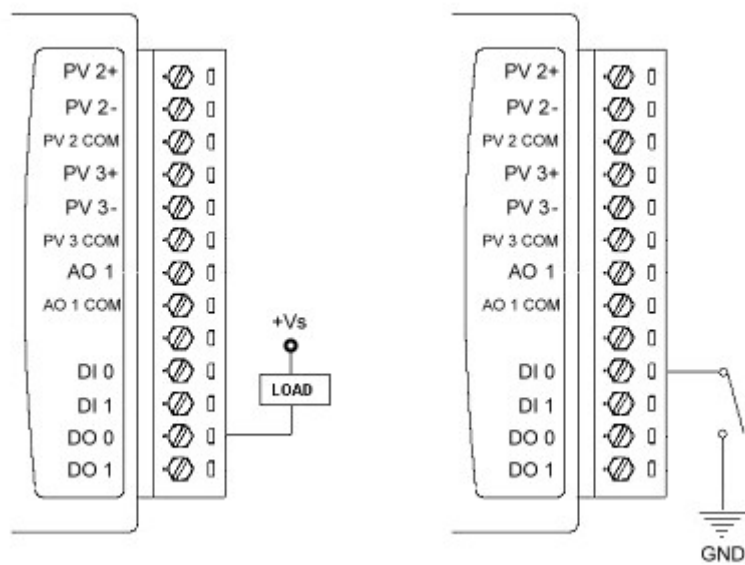 PV 2+
PV 2-
PV 2 COM
PV 3+
PV 3-
PV 3 COM
AO 1
AO 1 COM
DI 0
DI 1
DO 0
DO 1
+Vs
LOAD
PV 2+
PV 2-
PV 2 COM
PV 3+
PV 3-
PV 3 COM
AO 1
AO 1 COM
DI 0
DI 1
DO 0
DO 1
GND